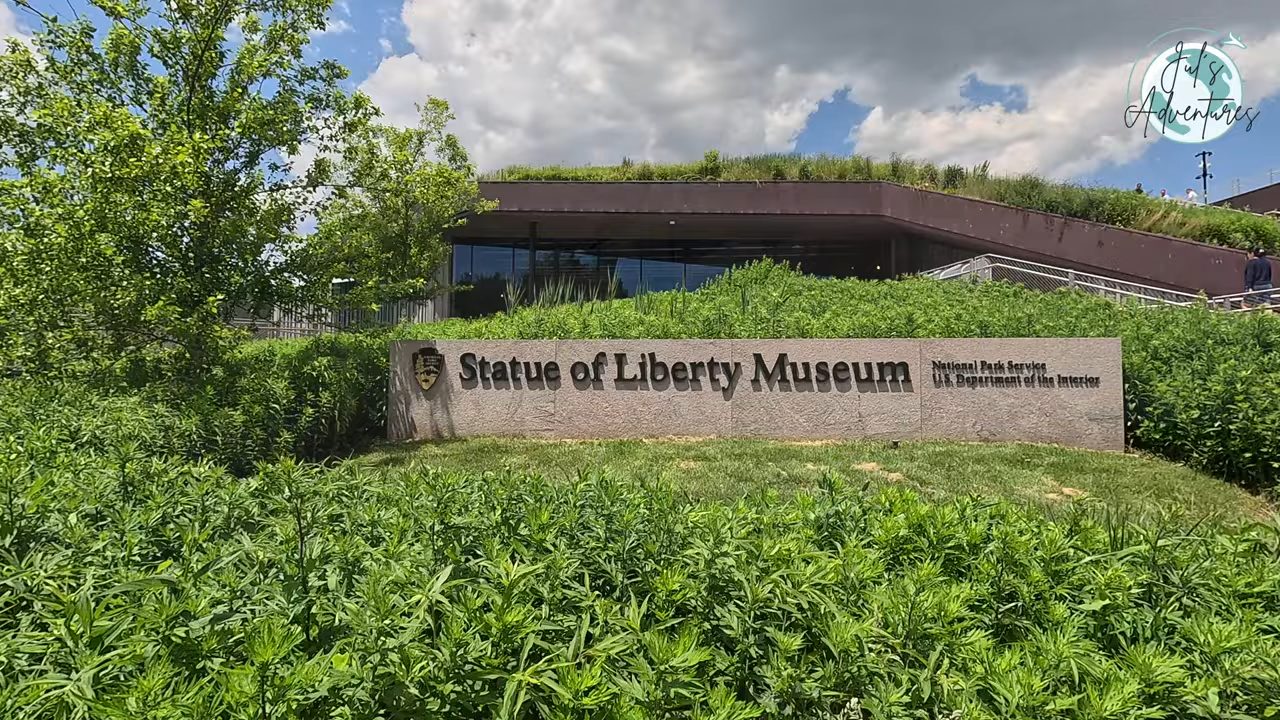 Jul's
Adventures
Statue of Liberty Museum
National Park Service
U.S. Department of the Interior